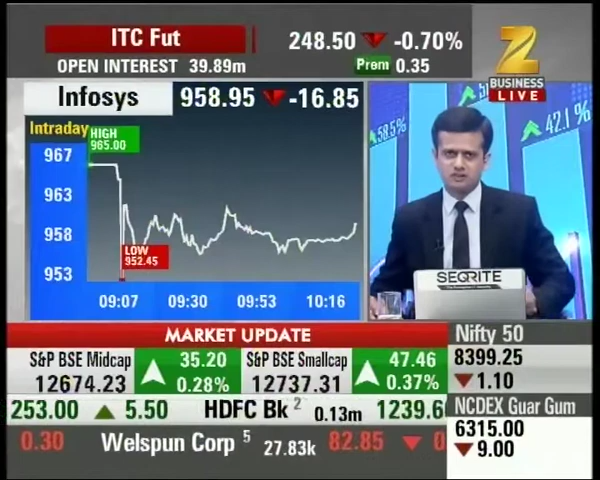 ITC Fut
248.50 -0.70%
OPEN INTEREST 39.89m
Prem 0.35
Z
BUSINESS
LIVE
Infosys 958.95 -16.85
Intraday
HIGH
965.00
967
963
958
953
LOW
952.45
09:07 09:30 09:53 10:16
58.5%
42.1%
SEQRITE
MARKET UPDATE
S&P BSE Midcap
12674.23
35.20
0.28%
S&P BSE Smallcap
12737.31
47.46
0.37%
Nifty 50
8399.25
1.10
NCDEX Guar Gum
6315.00
9.00
253.00 5.50 HDFC Bk 2 0.13m 1239.6
0.30 Welspun Corp 5 27.83k 82.85 0